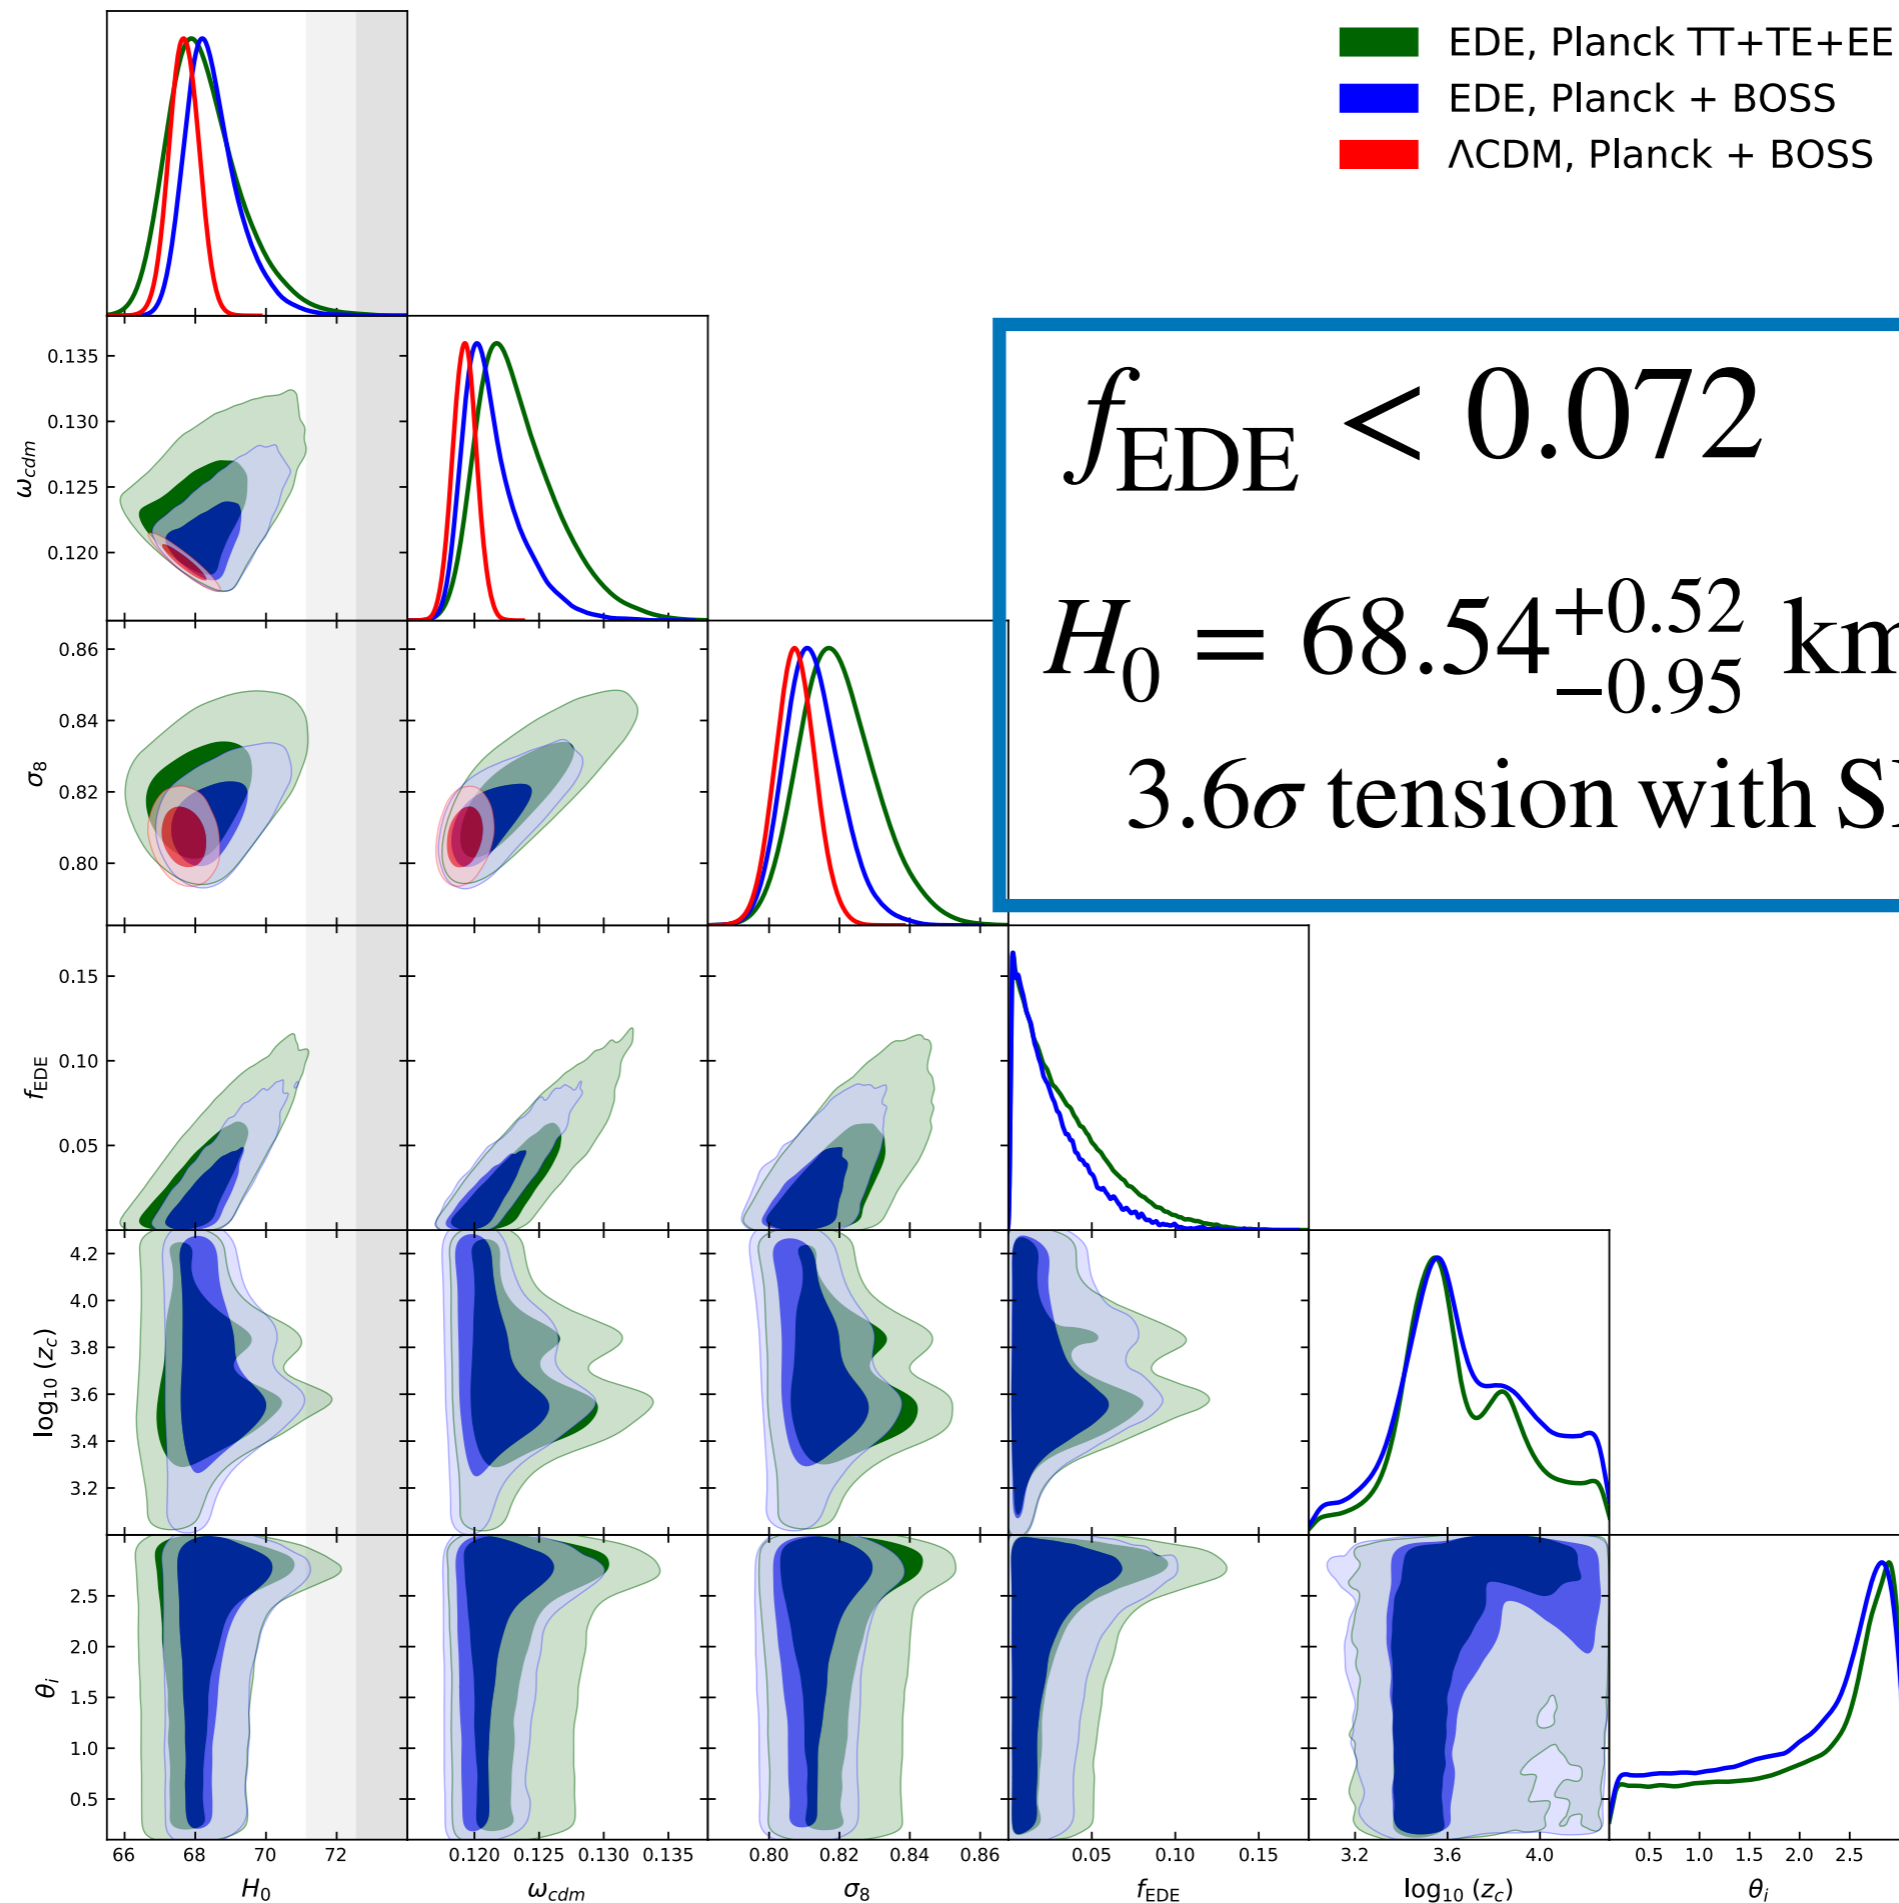 EDE, Planck TT+TE+EE
EDE, Planck + BOSS
ΛCDM, Planck + BOSS
f_EDE < 0.072
H_0 = 68.54^{+0.52}_{−0.95} km
3.6σ tension with S
0.135
0.130
0.125
0.120
ω_cdm
0.86
0.84
0.82
0.80
σ_8
0.15
0.10
0.05
f_EDE
4.2
4.0
3.8
3.6
3.4
3.2
log_10 (z_c)
2.5
2.0
1.5
1.0
0.5
θ_i
66 68 70 72
0.120 0.125 0.130 0.135
0.80 0.82 0.84 0.86
0.05 0.10 0.15
3.2 3.6 4.0
0.5 1.0 1.5 2.0 2.5
H_0 ω_cdm σ_8 f_EDE log_10 (z_c) θ_i